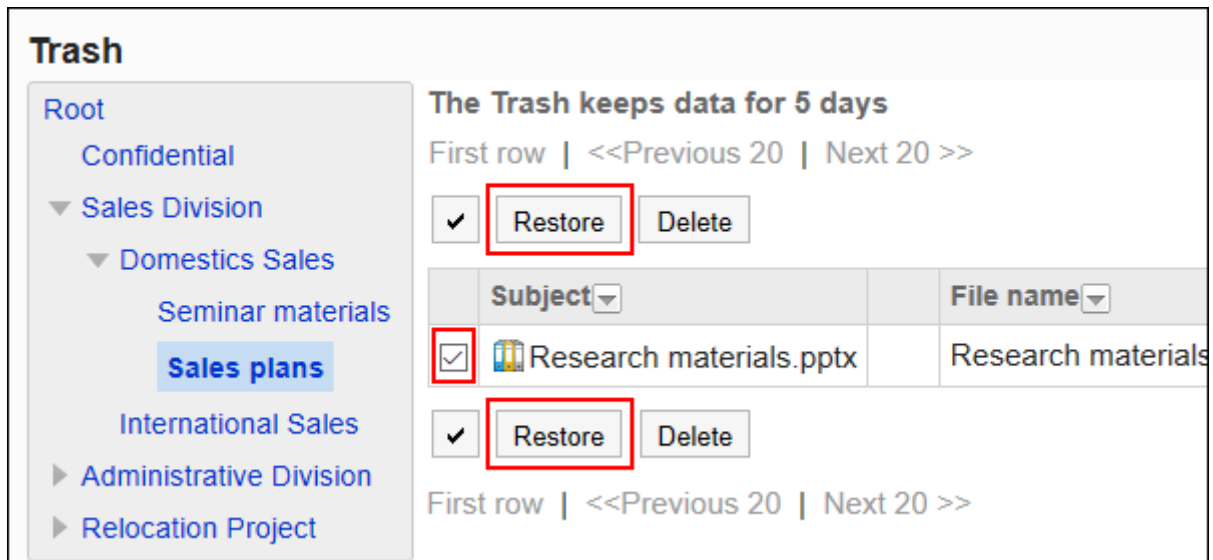 Trash
Root
Confidential
Sales Division
Domestics Sales
Seminar materials
Sales plans
International Sales
Administrative Division
Relocation Project
The Trash keeps data for 5 days
First row | <<Previous 20 | Next 20 >>
Restore Delete
Subject File name
Research materials.pptx Research materials
Restore Delete
First row | <<Previous 20 | Next 20 >>